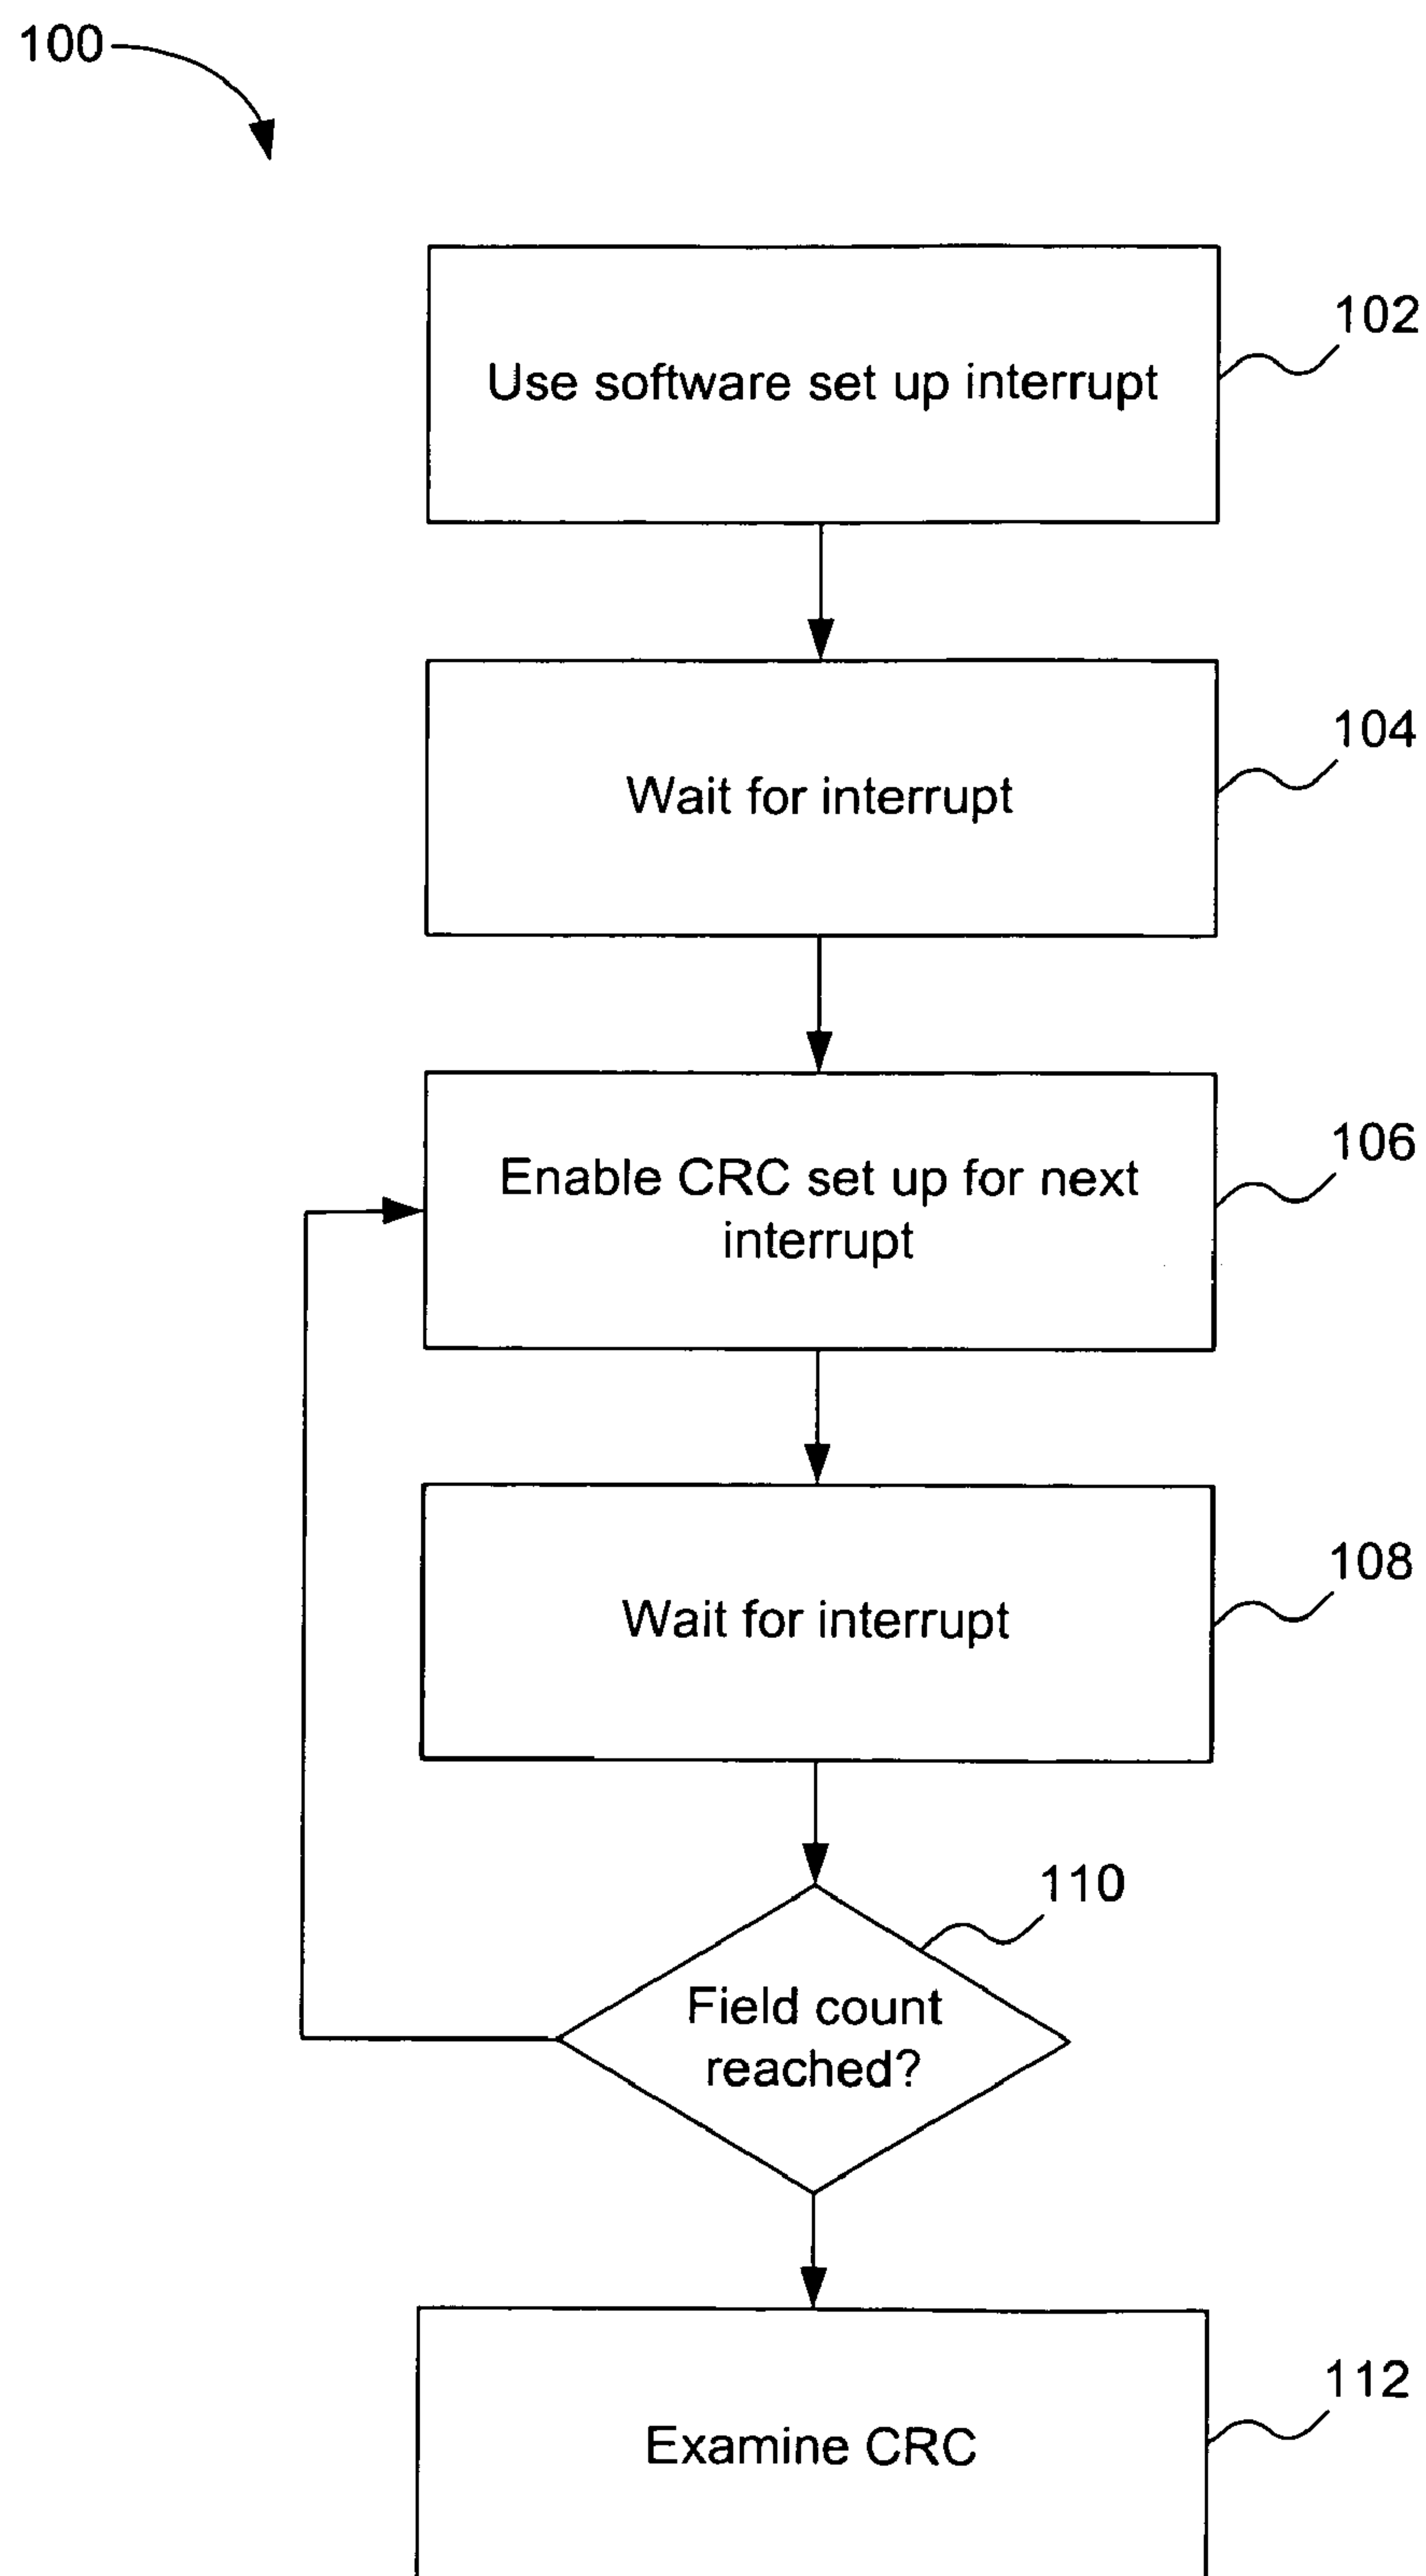 100
Use software set up interrupt
102
Wait for interrupt
104
Enable CRC set up for next
interrupt
106
Wait for interrupt
108
110
Field count
reached?
Examine CRC
112